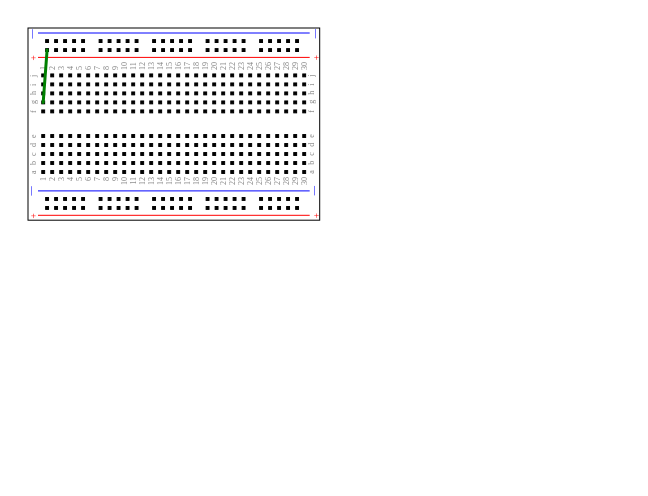 | |
+ +
1 2 3 4 5 6 7 8 9 10 11 12 13 14 15 16 17 18 19 20 21 22 23 24 25 26 27 28 29 30
j j
i i
h h
g g
f f
e e
d d
c c
b b
a a
1 2 3 4 5 6 7 8 9 10 11 12 13 14 15 16 17 18 19 20 21 22 23 24 25 26 27 28 29 30
| |
+ +